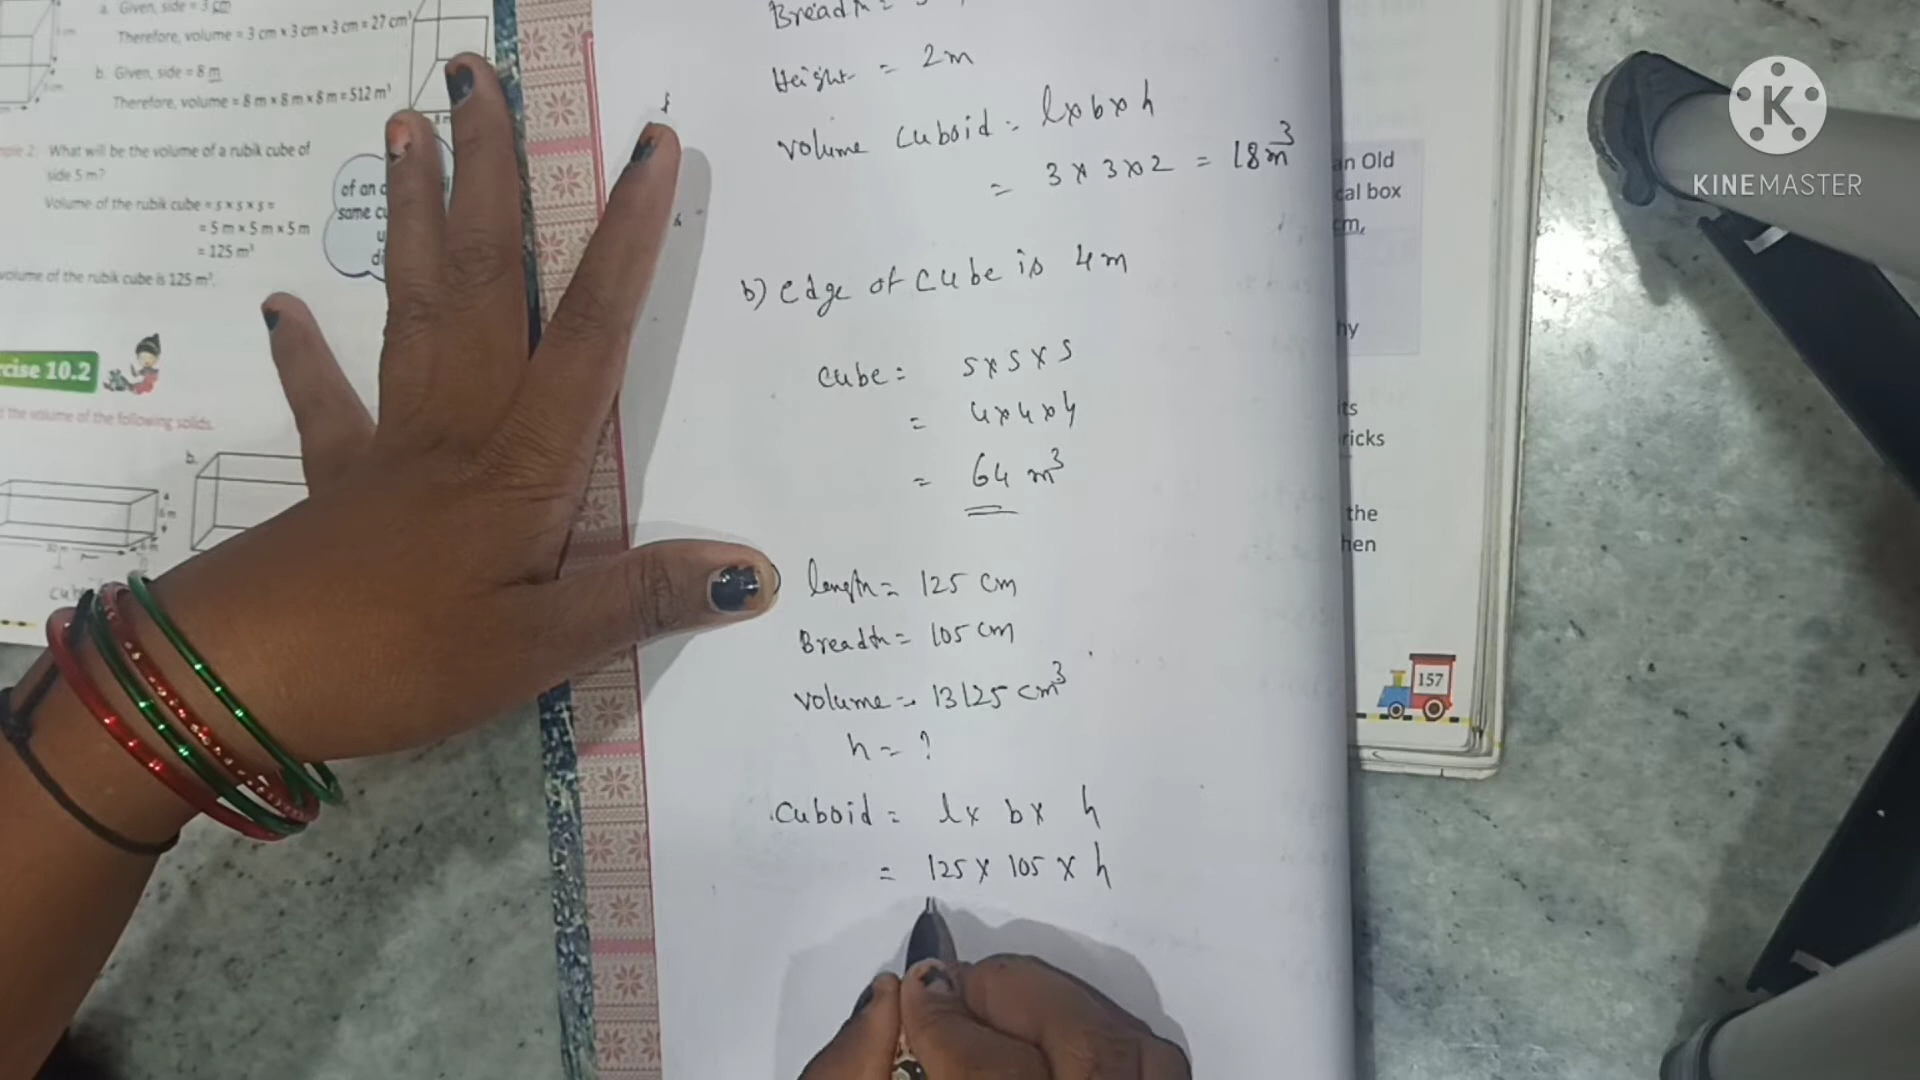 a. Given, side = 3 cm
Therefore, volume = 3 cm x 3 cm x 3 cm = 27 cm³
b. Given, side = 8 m
Therefore, volume = 8 m x 8 m x 8 m = 512 m³
2. What will be the volume of a rubik cube of
side 5 m?
Volume of the rubik cube = s x s x s =
= 5 m x 5 m x 5 m
= 125 m³
volume of the rubik cube is 125 m³.
of an
same
rcise 10.2
the volume of the following solids.
b.
Breadth =
Height = 2m
Volume cuboid = l x b x h
= 3 x 3 x 2 = 18m³
b) edge of cube is 4m
cube = s x s x s
= 4 x 4 x 4
= 64 m³
length = 125 cm
Breadth = 105 cm
volume = 13125 cm³
h = ?
cuboid = l x b x h
= 125 x 105 x h
an Old
cal box
cm,
hy
its
ricks
the
hen
157
K
KINEMASTER